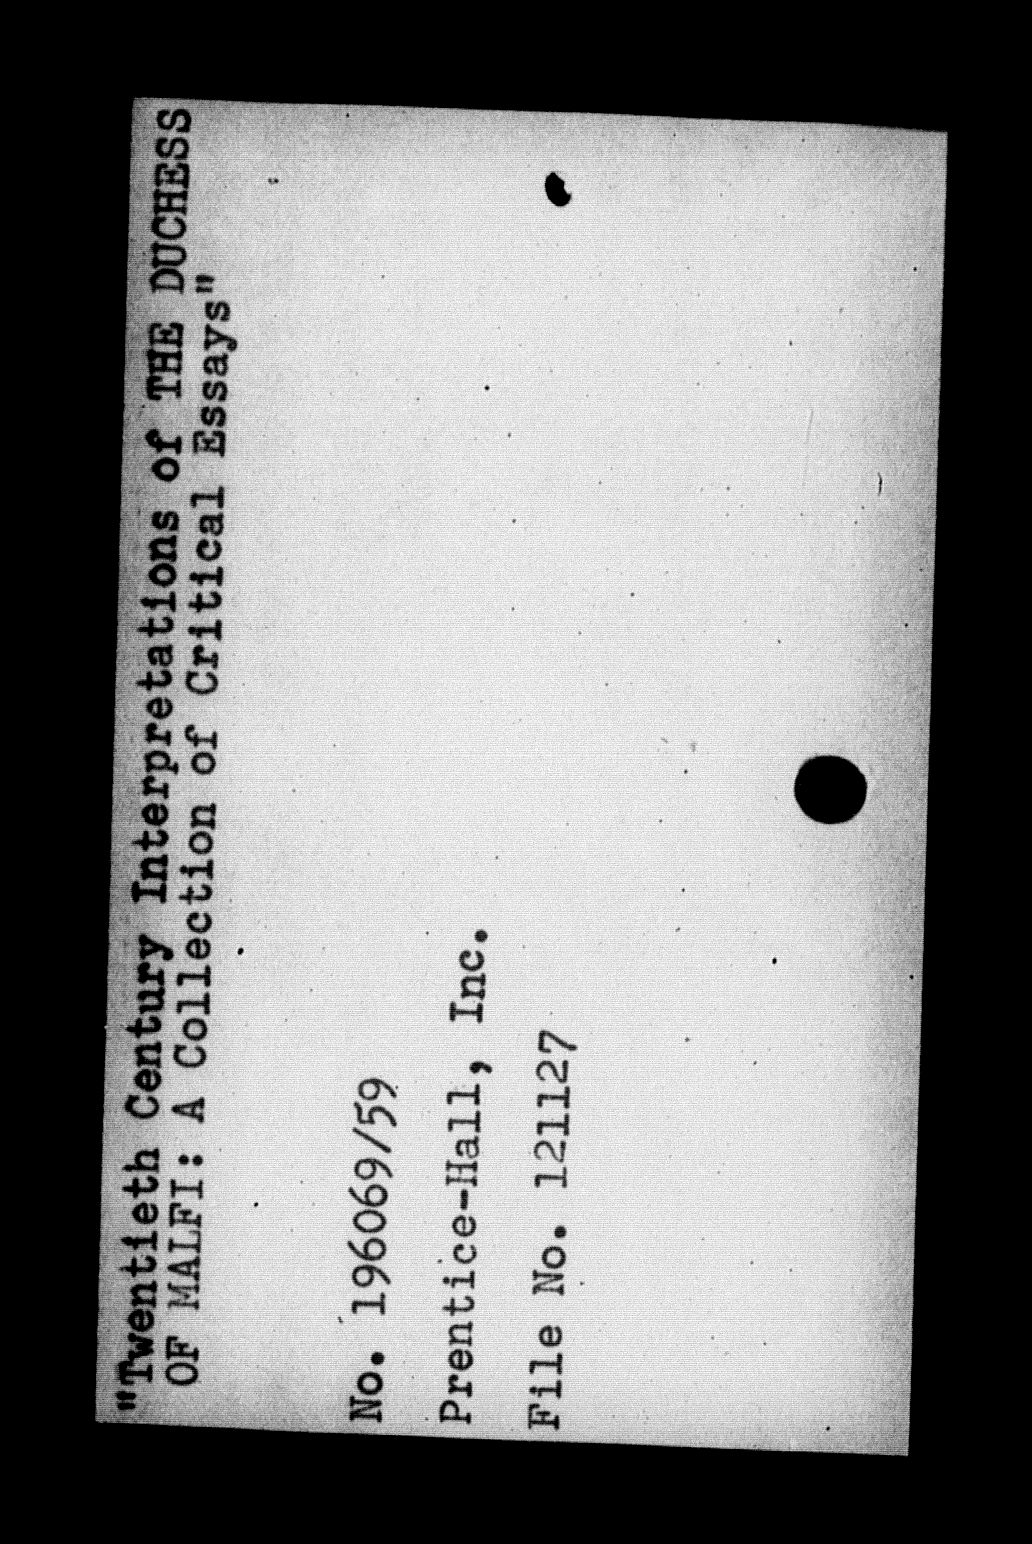 "Twentieth Century Interpretations of THE DUCHESS
OF MALFI: A Collection of Critical Essays"
No. 196069/59
Prentice-Hall, Inc.
File No. 121127